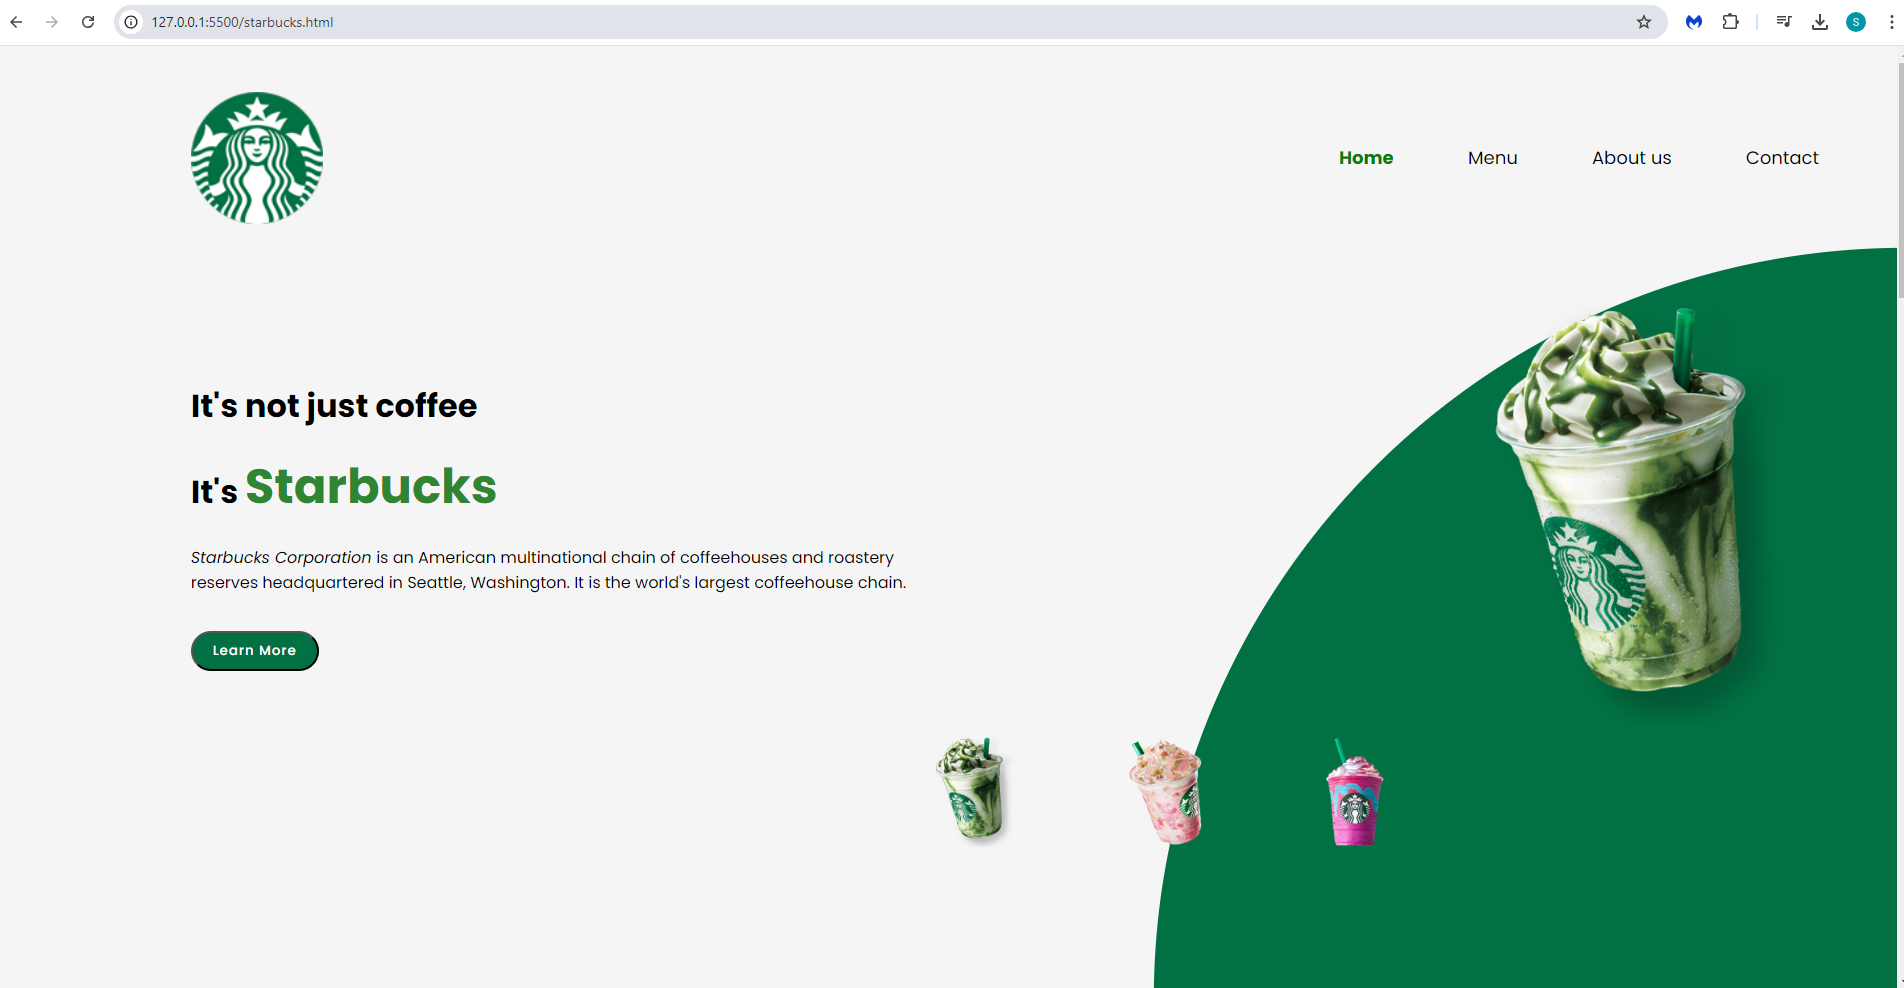 127.0.0.1:5500/starbucks.html
S
Home Menu About us Contact
It's not just coffee
It's Starbucks
Starbucks Corporation is an American multinational chain of coffeehouses and roastery
reserves headquartered in Seattle, Washington. It is the world's largest coffeehouse chain.
Learn More